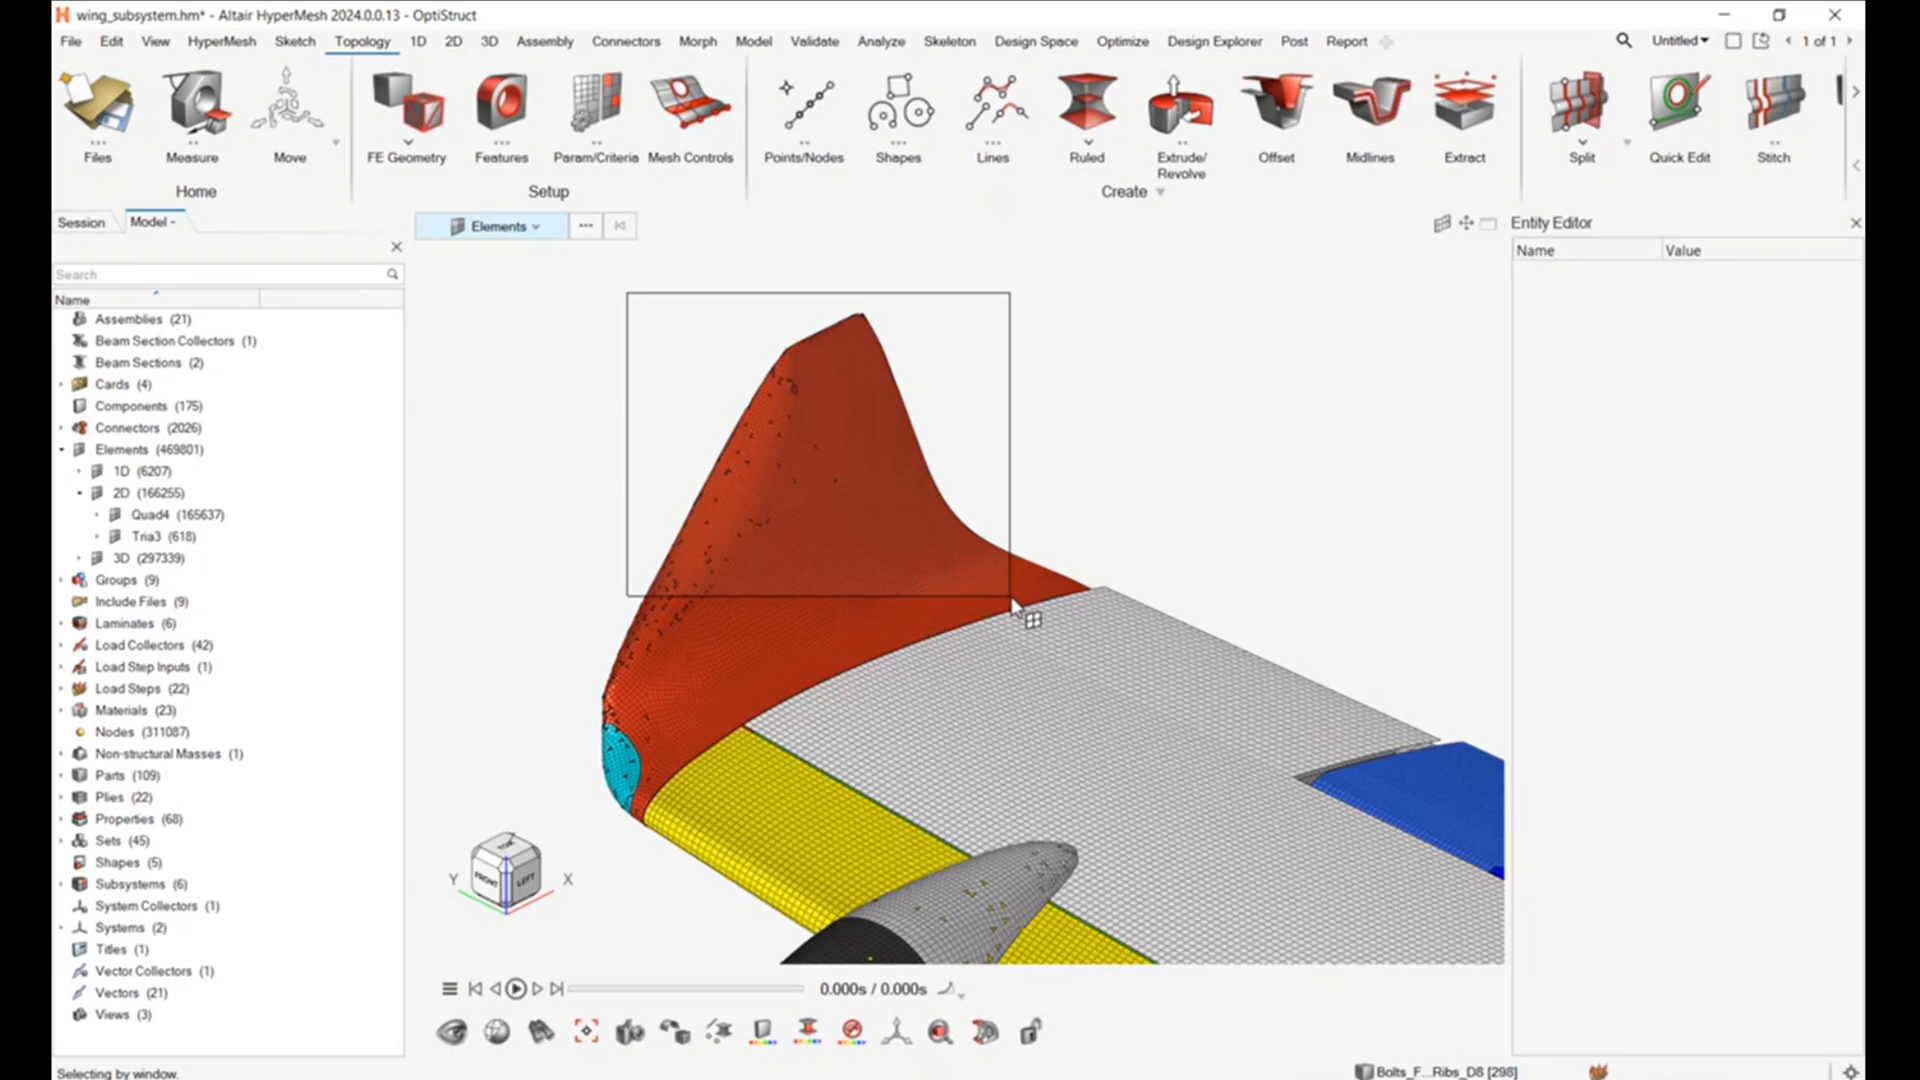 wing_subsystem.hm* - Altair HyperMesh 2024.0.0.13 - OptiStruct
File Edit View HyperMesh Sketch Topology 1D 2D 3D Assembly Connectors Morph Model Validate Analyze Skeleton Design Space Optimize Design Explorer Post Report Untitled 1 of 1
Files Measure Move FE Geometry Features Param/Criteria Mesh Controls Points/Nodes Shapes Lines Ruled Extrude/ Revolve Offset Midlines Extract Split Quick Edit Stitch
Home Setup Create
Session Model - Elements Entity Editor
Search
Name
Name Value
Assemblies (21)
Beam Section Collectors (1)
Beam Sections (2)
Cards (4)
Components (175)
Connectors (2026)
Elements (469801)
1D (6207)
2D (166255)
Quad4 (165637)
Tria3 (618)
3D (297339)
Groups (9)
Include Files (9)
Laminates (6)
Load Collectors (42)
Load Step Inputs (1)
Load Steps (22)
Materials (23)
Nodes (311087)
Non-structural Masses (1)
Parts (109)
Plies (22)
Properties (68)
Sets (45)
Shapes (5)
Subsystems (6)
System Collectors (1)
Systems (2)
Titles (1)
Vector Collectors (1)
Vectors (21)
Views (3)
TOP
FRONT LEFT
Y X
0.000s / 0.000s
Selecting by window.
Bolts_F...Ribs_D8 [298]